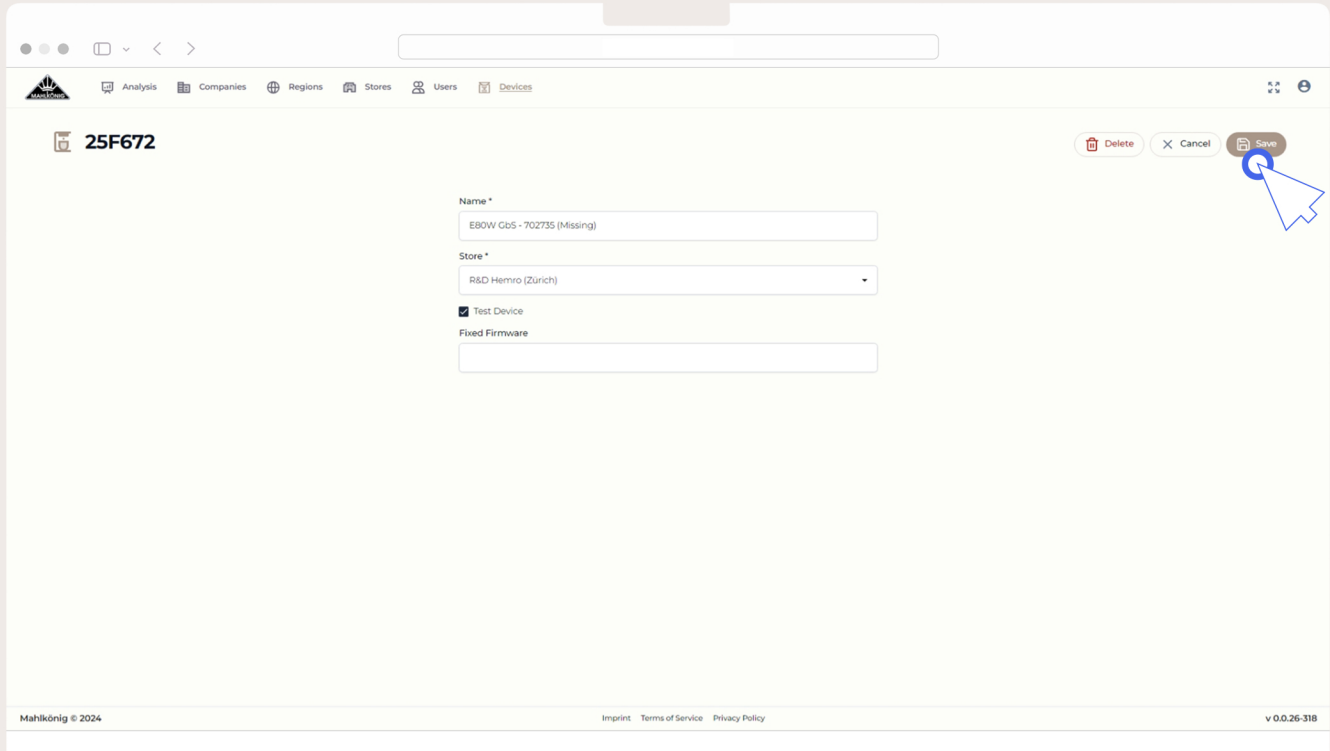 MAHLKÖNIG
Analysis Companies Regions Stores Users Devices
25F672
Delete Cancel Save
Name *
E80W GbS - 702735 (Missing)
Store *
R&D Hemro (Zürich)
Test Device
Fixed Firmware
Mahlkönig © 2024 Imprint Terms of Service Privacy Policy v 0.0.26-318